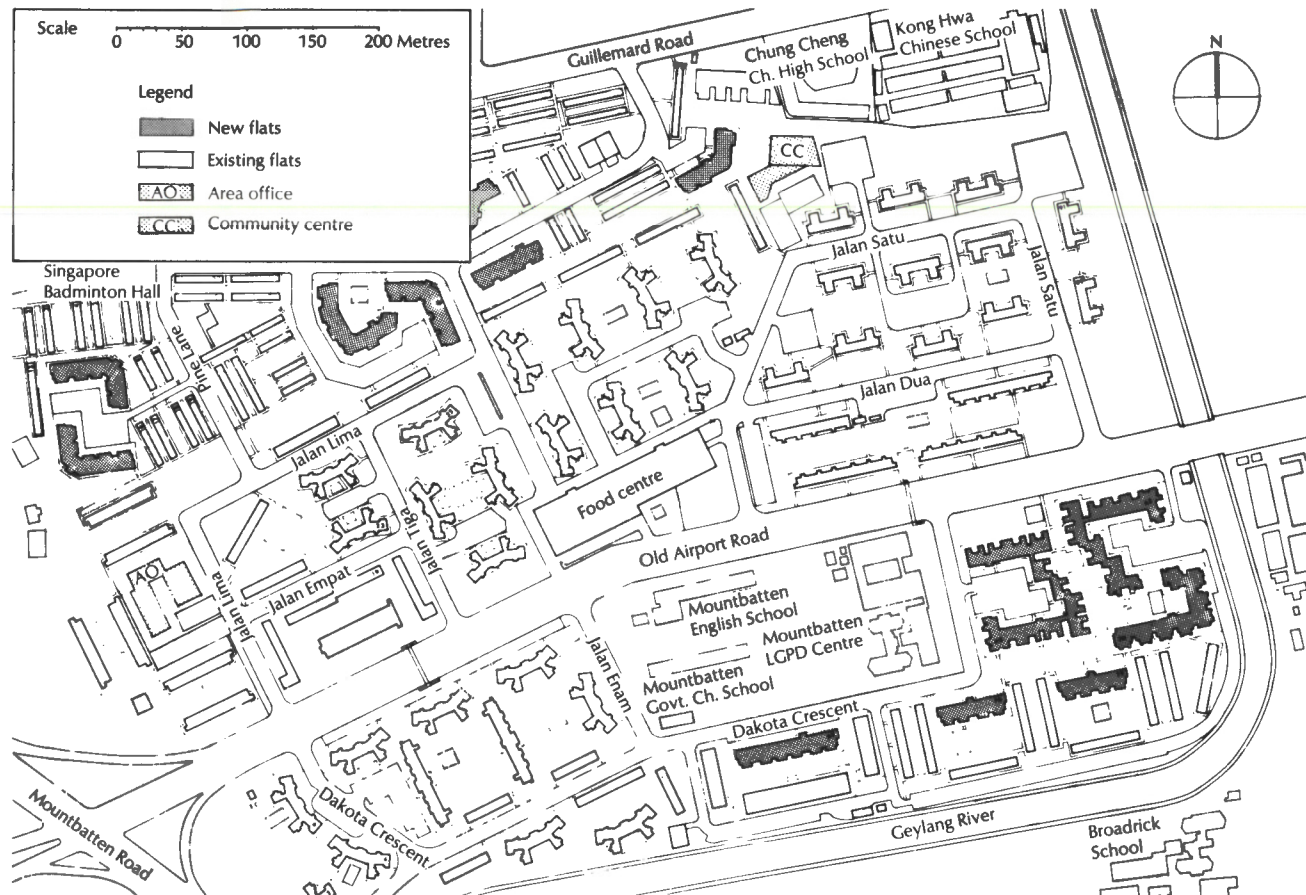 Scale
0 50 100 150 200 Metres
Legend
New flats
Existing flats
AO Area office
CC Community centre
Guillemard Road
Chung Cheng
Ch. High School
Kong Hwa
Chinese School
N
CC
Singapore
Badminton Hall
Pine Lane
Jalan Satu
Jalan Satu
Jalan Dua
Jalan Lima
Food centre
Jalan Tiga
Old Airport Road
AO
Jalan Lima
Jalan Empat
Mountbatten
English School
Mountbatten
LGPD Centre
Jalan Enam
Mountbatten
Govt. Ch. School
Dakota Crescent
Dakota Crescent
Mountbatten Road
Geylang River
Broadrick
School